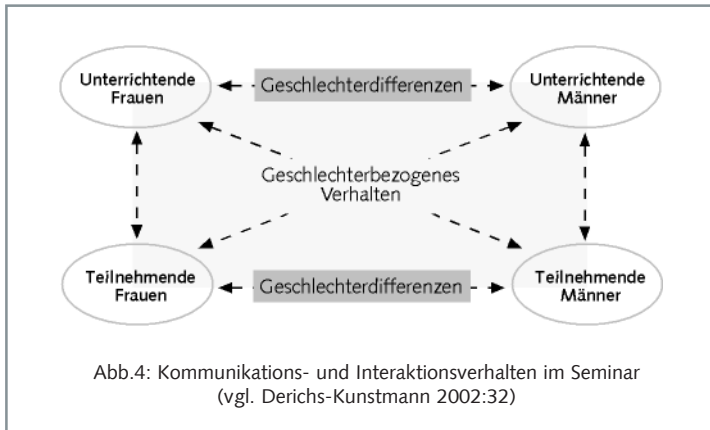 Unterrichtende
Frauen
Geschlechterdifferenzen
Unterrichtende
Männer
Geschlechterbezogenes
Verhalten
Teilnehmende
Frauen
Geschlechterdifferenzen
Teilnehmende
Männer
Abb.4: Kommunikations- und Interaktionsverhalten im Seminar
(vgl. Derichs-Kunstmann 2002:32)